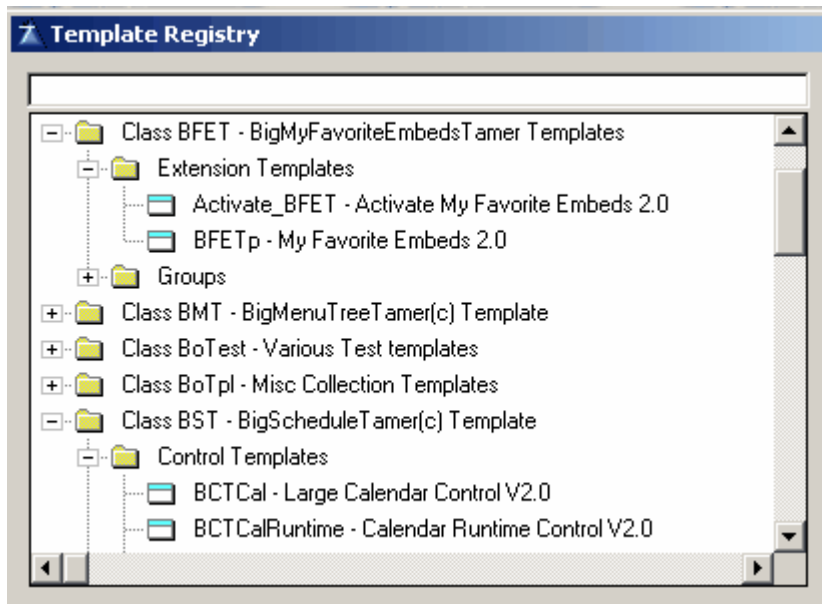 Template Registry
Class BFET - BigMyFavoriteEmbedsTamer Templates
Extension Templates
Activate_BFET - Activate My Favorite Embeds 2.0
BFETp - My Favorite Embeds 2.0
Groups
Class BMT - BigMenuTreeTamer(c) Template
Class BoTest - Various Test templates
Class BoTpl - Misc Collection Templates
Class BST - BigScheduleTamer(c) Template
Control Templates
BCTCal - Large Calendar Control V2.0
BCTCalRuntime - Calendar Runtime Control V2.0